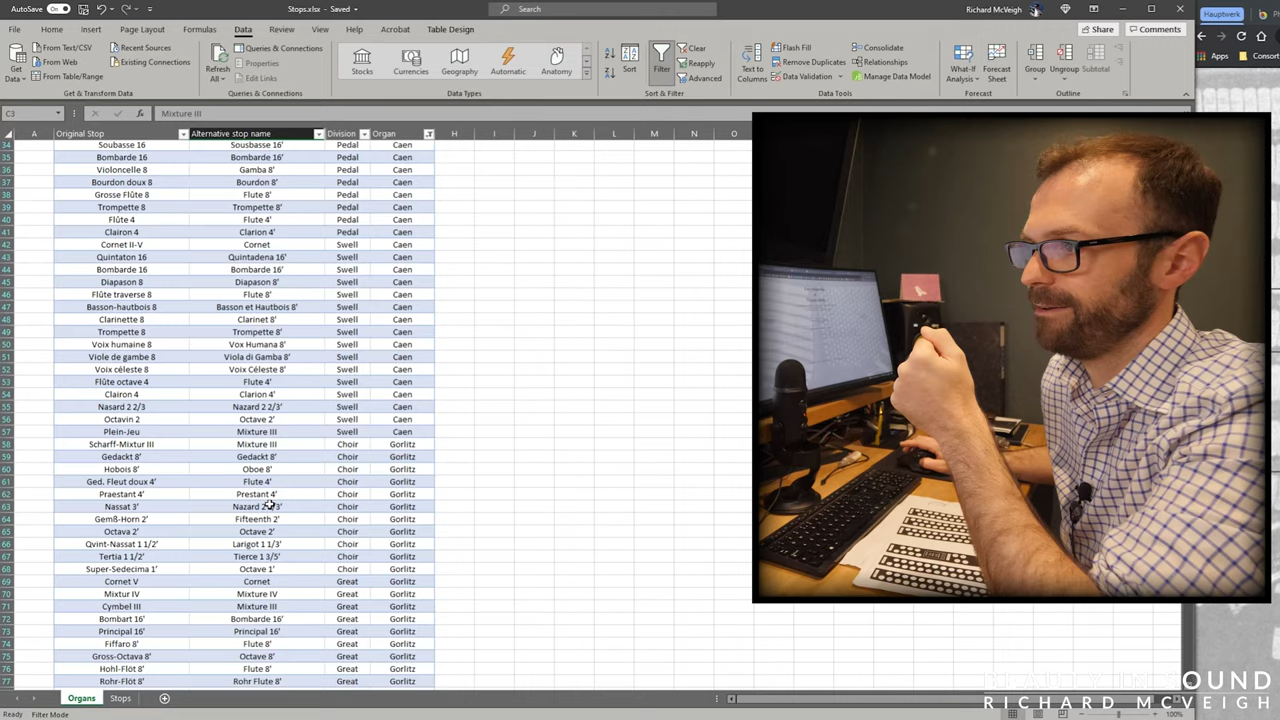 AutoSave On Stops.xlsx - Saved Search Richard McVeigh Hauptwerk
File Home Insert Page Layout Formulas Data Review View Help Acrobat Table Design Share Comments
Get Data From Text/CSV From Web From Table/Range Recent Sources Existing Connections
Get & Transform Data
Refresh All Queries & Connections Properties Edit Links
Queries & Connections
Stocks Currencies Geography Automatic Anatomy
Data Types
Sort Filter Clear Reapply Advanced
Sort & Filter
Text to Columns Flash Fill Remove Duplicates Data Validation Consolidate Relationships Manage Data Model
Data Tools
What-If Analysis Forecast Sheet
Forecast
Group Ungroup Subtotal
Outline
Apps Consort
C3 fx Mixture III
A Original Stop Alternative stop name Division Organ H I J K L M N O
34 Soubasse 16 Sousbasse 16' Pedal Caen
35 Bombarde 16 Bombarde 16' Pedal Caen
36 Violoncelle 8 Gamba 8' Pedal Caen
37 Bourdon doux 8 Bourdon 8' Pedal Caen
38 Grosse Flûte 8 Flute 8' Pedal Caen
39 Trompette 8 Trompette 8' Pedal Caen
40 Flûte 4 Flute 4' Pedal Caen
41 Clairon 4 Clarion 4' Pedal Caen
42 Cornet II-V Cornet Swell Caen
43 Quintaton 16 Quintadena 16' Swell Caen
44 Bombarde 16 Bombarde 16' Swell Caen
45 Diapason 8 Diapason 8' Swell Caen
46 Flûte traverse 8 Flute 8' Swell Caen
47 Basson-hautbois 8 Basson et Hautbois 8' Swell Caen
48 Clarinette 8 Clarinet 8' Swell Caen
49 Trompette 8 Trompette 8' Swell Caen
50 Voix humaine 8 Vox Humana 8' Swell Caen
51 Viole de gambe 8 Viola di Gamba 8' Swell Caen
52 Voix céleste 8 Voix Céleste 8' Swell Caen
53 Flûte octave 4 Flute 4' Swell Caen
54 Clairon 4 Clarion 4' Swell Caen
55 Nasard 2 2/3 Nazard 2 2/3' Swell Caen
56 Octavin 2 Octave 2' Swell Caen
57 Plein-Jeu Mixture III Swell Caen
58 Scharff-Mixtur III Mixture III Choir Gorlitz
59 Gedackt 8' Gedackt 8' Choir Gorlitz
60 Hobois 8' Oboe 8' Choir Gorlitz
61 Ged. Fleut doux 4' Flute 4' Choir Gorlitz
62 Praestant 4' Prestant 4' Choir Gorlitz
63 Nassat 3' Nazard 2 2/3' Choir Gorlitz
64 Gemß-Horn 2' Fifteenth 2' Choir Gorlitz
65 Octava 2' Octave 2' Choir Gorlitz
66 Qvint-Nassat 1 1/2' Larigot 1 1/3' Choir Gorlitz
67 Tertia 1 1/2' Tierce 1 3/5' Choir Gorlitz
68 Super-Sedecima 1' Octave 1' Choir Gorlitz
69 Cornet V Cornet Great Gorlitz
70 Mixtur IV Mixture IV Great Gorlitz
71 Cymbel III Mixture III Great Gorlitz
72 Bombart 16' Bombarde 16' Great Gorlitz
73 Principal 16' Principal 16' Great Gorlitz
74 Fiffaro 8' Flute 8' Great Gorlitz
75 Gross-Octava 8' Octave 8' Great Gorlitz
76 Hohl-Flöt 8' Flute 8' Great Gorlitz
77 Rohr-Flöt 8' Rohr Flute 8' Great Gorlitz
Organs Stops
BEAUTY IN SOUND
RICHARD MCVEIGH
Ready Filter Mode 100%